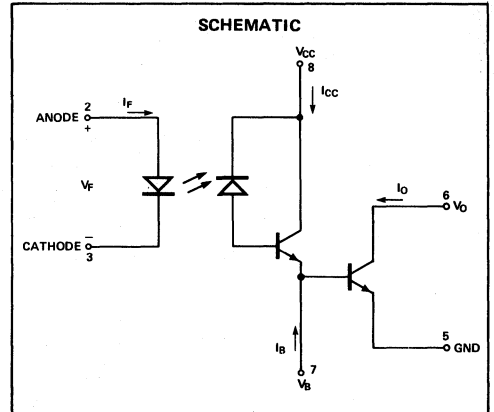 SCHEMATIC
VCC
8
ICC
2
IF
ANODE
+
VF
IO
6
VO
CATHODE
−
3
5
GND
IB
7
VB